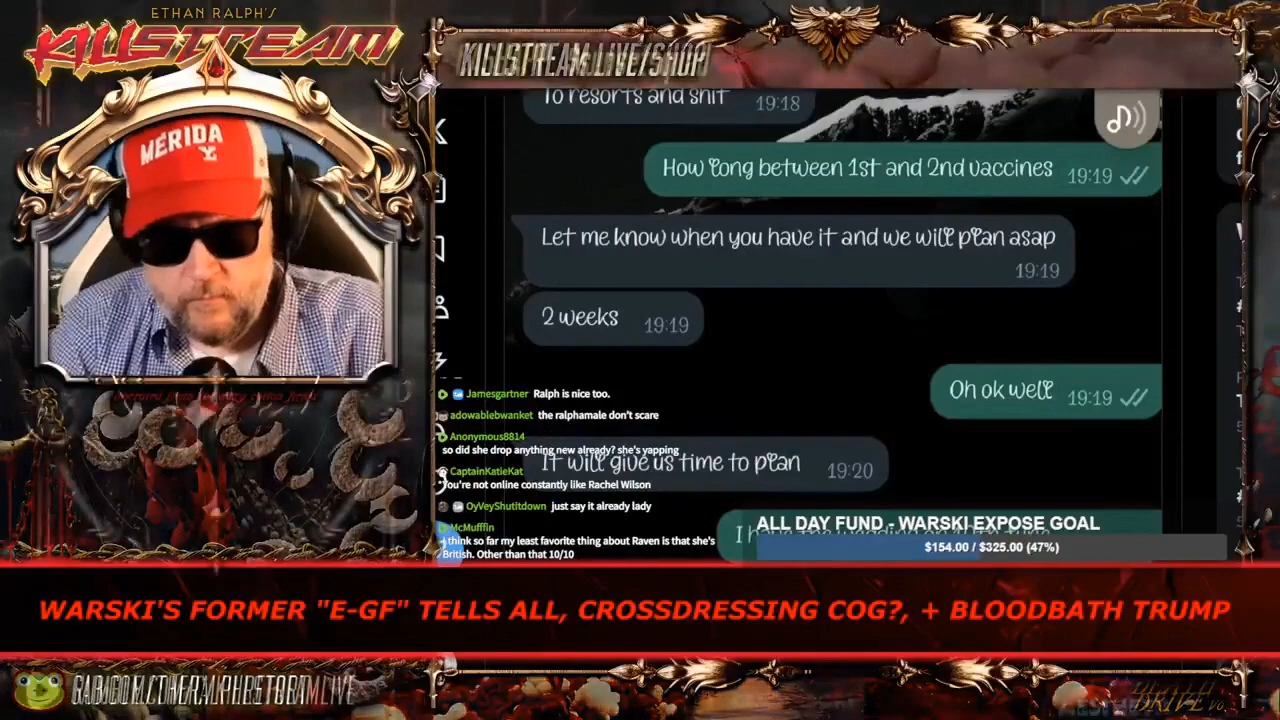 ETHAN RALPH'S
KILLSTREAM
KILLSTREAM.LIVE/SHOP
MÉRIDA
To resorts and shit 19:18
How long between 1st and 2nd vaccines 19:19
Let me know when you have it and we will plan asap
19:19
2 weeks 19:19
Oh ok well 19:19
It will give us time to plan 19:20
Jamesgartner Ralph is nice too.
adowablebwanket the ralphamale don't scare
Anonymous8814
so did she drop anything new already? she's yapping
CaptainKatieKat
You're not online constantly like Rachel Wilson
OyVeyShutItdown just say it already lady
McMufffin
I think so far my least favorite thing about Raven is that she's
British. Other than that 10/10
ALL DAY FUND - WARSKI EXPOSE GOAL
$154.00 / $325.00 (47%)
WARSKI'S FORMER "E-GF" TELLS ALL, CROSSDRESSING COG?, + BLOODBATH TRUMP